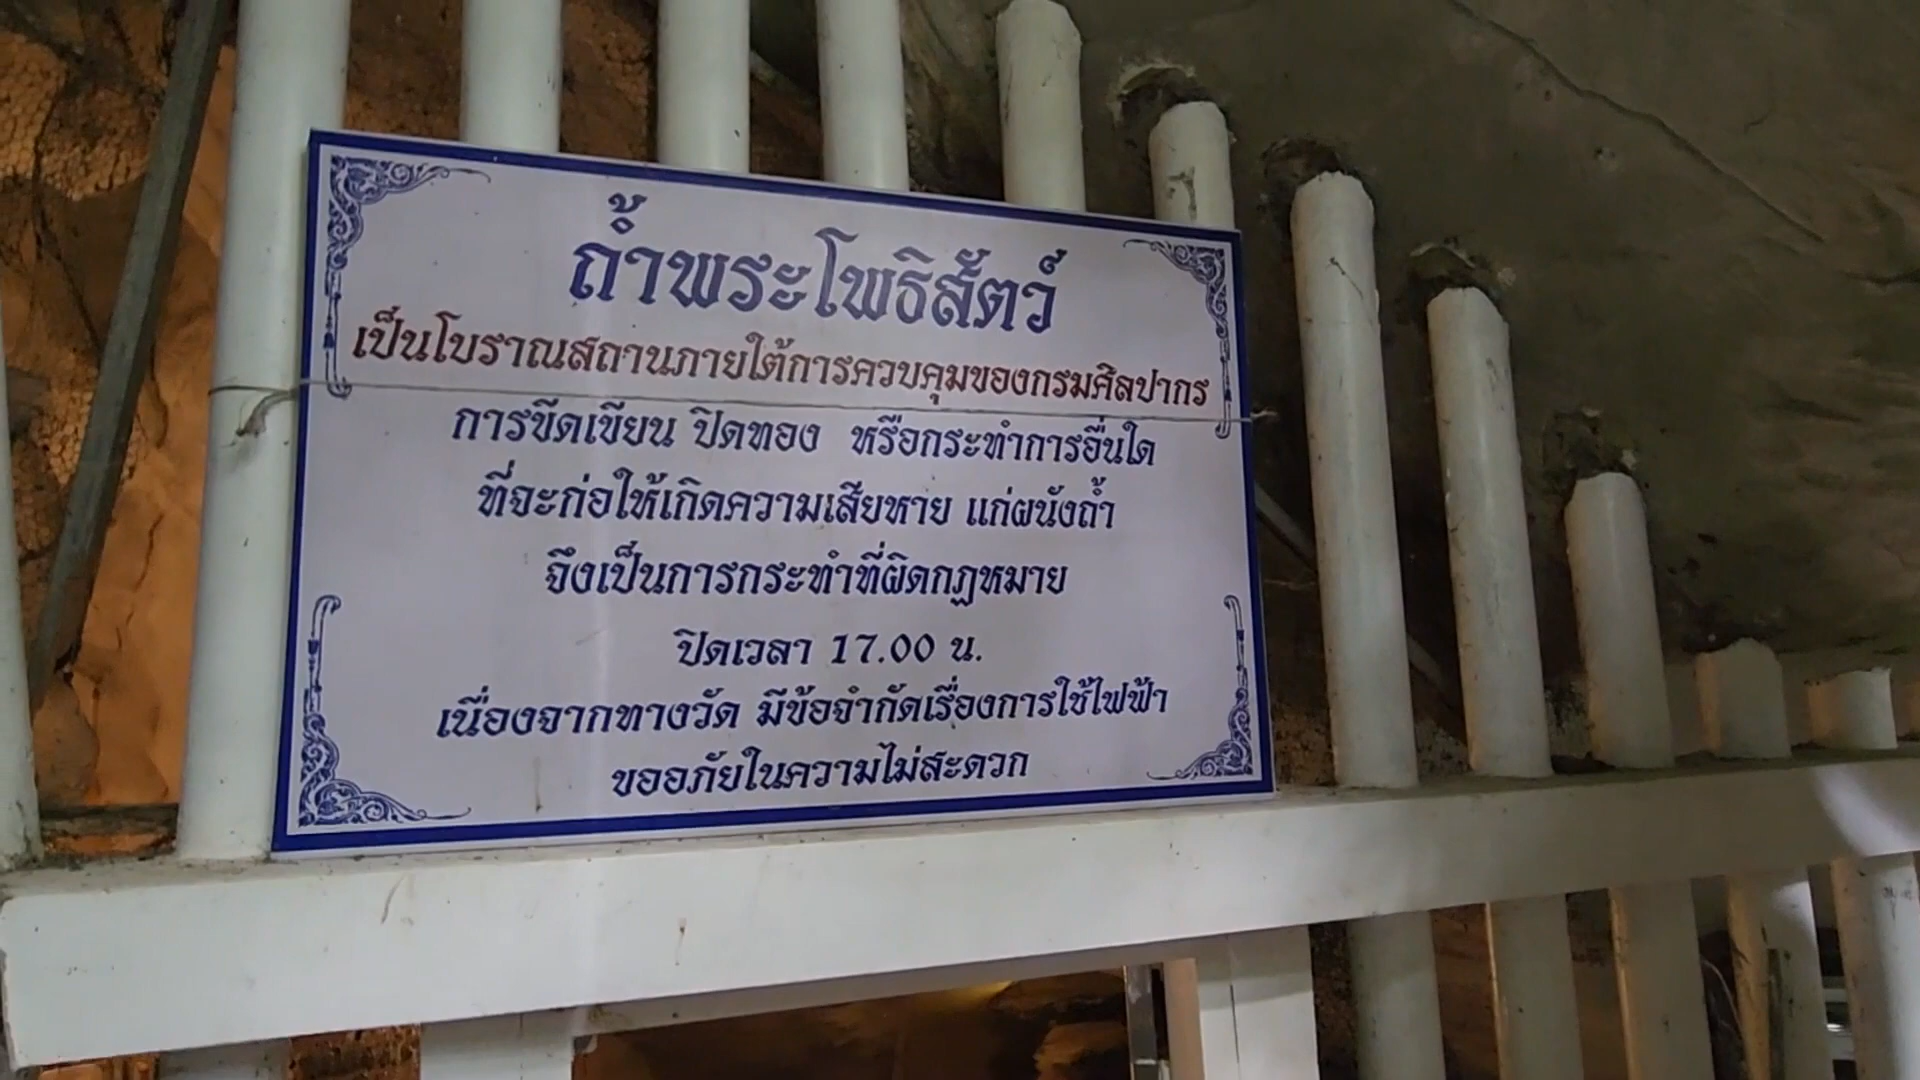 ถ้ำพระโพธิสัตว์
เป็นโบราณสถานภายใต้การควบคุมของกรมศิลปากร
การขีดเขียน ปิดทอง หรือกระทำการอื่นใด
ที่จะก่อให้เกิดความเสียหาย แก่ผนังถ้ำ
จึงเป็นการกระทำที่ผิดกฎหมาย
ปิดเวลา 17.00 น.
เนื่องจากทางวัด มีข้อจำกัดเรื่องการใช้ไฟฟ้า
ขออภัยในความไม่สะดวก